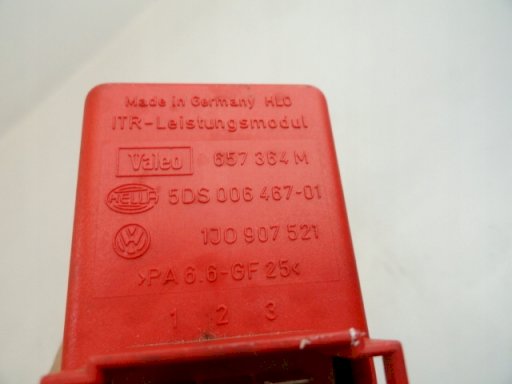 Made in Germany HLO
ITR-Leistungsmodul
Valeo 657 364 M
HELLA 5DS 006 467-01
VW 1J0 907 521
>PA 6.6-GF 25<
1 2 3